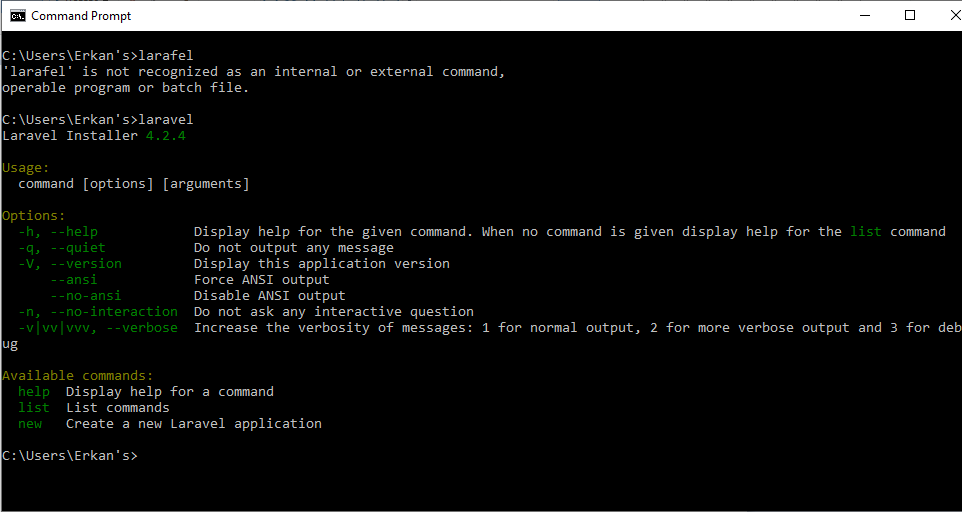 Command Prompt
C:\Users\Erkan's>larafel
'larafel' is not recognized as an internal or external command,
operable program or batch file.
C:\Users\Erkan's>laravel
Laravel Installer 4.2.4
Usage:
  command [options] [arguments]
Options:
  -h, --help            Display help for the given command. When no command is given display help for the list command
  -q, --quiet           Do not output any message
  -V, --version         Display this application version
      --ansi            Force ANSI output
      --no-ansi         Disable ANSI output
  -n, --no-interaction  Do not ask any interactive question
  -v|vv|vvv, --verbose  Increase the verbosity of messages: 1 for normal output, 2 for more verbose output and 3 for deb
ug
Available commands:
  help  Display help for a command
  list  List commands
  new   Create a new Laravel application
C:\Users\Erkan's>